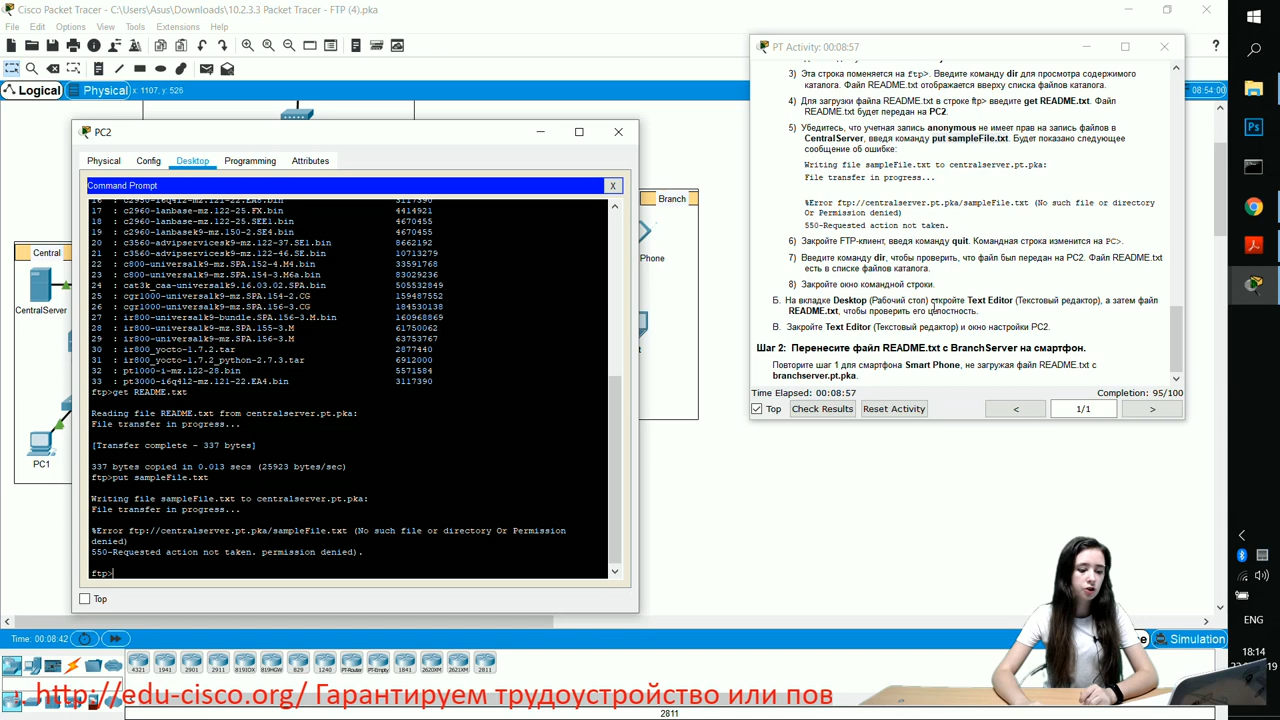 Cisco Packet Tracer - C:\Users\Asus\Downloads\10.2.3.3 Packet Tracer - FTP (4).pka
File Edit Options View Tools Extensions Help
Logical Physical x: 1107, y: 526
08:54:00
PC2
Physical Config Desktop Programming Attributes
Command Prompt X
17 : c2960-lanbase-mz.122-25.FX.bin 4414921
18 : c2960-lanbase-mz.122-25.SEE1.bin 4670455
19 : c2960-lanbasek9-mz.150-2.SE4.bin 4670455
20 : c3560-advipservicesk9-mz.122-37.SE1.bin 8662192
21 : c3560-advipservicesk9-mz.122-46.SE.bin 10713279
22 : c800-universalk9-mz.SPA.152-4.M4.bin 33591768
23 : c800-universalk9-mz.SPA.154-3.M6a.bin 83029236
24 : cat3k_caa-universalk9.16.03.02.SPA.bin 505532849
25 : cgr1000-universalk9-mz.SPA.154-2.CG 159487552
26 : cgr1000-universalk9-mz.SPA.156-3.CG 184530138
27 : ir800-universalk9-bundle.SPA.156-3.M.bin 160968869
28 : ir800-universalk9-mz.SPA.155-3.M 61750062
29 : ir800-universalk9-mz.SPA.156-3.M 63753767
30 : ir800_yocto-1.7.2.tar 2877440
31 : ir800_yocto-1.7.2_python-2.7.3.tar 6912000
32 : pt1000-i-mz.122-28.bin 5571584
33 : pt3000-i6q4l2-mz.121-22.EA4.bin 3117390
ftp>get README.txt
Reading file README.txt from centralserver.pt.pka:
File transfer in progress...
[Transfer complete - 337 bytes]
337 bytes copied in 0.013 secs (25923 bytes/sec)
ftp>put sampleFile.txt
Writing file sampleFile.txt to centralserver.pt.pka:
File transfer in progress...
%Error ftp://centralserver.pt.pka/sampleFile.txt (No such file or directory Or Permission
denied)
550-Requested action not taken. permission denied).
ftp>
Top
Central
CentralServer
PC1
Branch
Phone
PT Activity: 00:08:57
3) Эта строка поменяется на ftp>. Введите команду dir для просмотра содержимого
каталога. Файл README.txt отображается вверху списка файлов каталога.
4) Для загрузки файла README.txt в строке ftp> введите get README.txt. Файл
README.txt будет передан на PC2.
5) Убедитесь, что учетная запись anonymous не имеет прав на запись файлов в
CentralServer, введя команду put sampleFile.txt. Будет показано следующее
сообщение об ошибке:
Writing file sampleFile.txt to centralserver.pt.pka:
File transfer in progress...
%Error ftp://centralserver.pt.pka/sampleFile.txt (No such file or directory
Or Permission denied)
550-Requested action not taken.
6) Закройте FTP-клиент, введя команду quit. Командная строка изменится на PC>.
7) Введите команду dir, чтобы проверить, что файл был передан на PC2. Файл README.txt
есть в списке файлов каталога.
8) Закройте окно командной строки.
Б. На вкладке Desktop (Рабочий стол) откройте Text Editor (Текстовый редактор), а затем файл
README.txt, чтобы проверить его целостность.
В. Закройте Text Editor (Текстовый редактор) и окно настройки PC2.
Шаг 2: Перенесите файл README.txt с BranchServer на смартфон.
Повторите шаг 1 для смартфона Smart Phone, не загружая файл README.txt с
branchserver.pt.pka.
Time Elapsed: 00:08:57 Completion: 95/100
Top Check Results Reset Activity < 1/1 >
Time: 00:08:42
Simulation
4321 1941 2901 2911 819IOX 819HGW 829 1240 PT-Router PT-Empty 1841 2620XM 2621XM 2811
2811
http://edu-cisco.org/ Гарантируем трудоустройство или пов
ENG
18:14